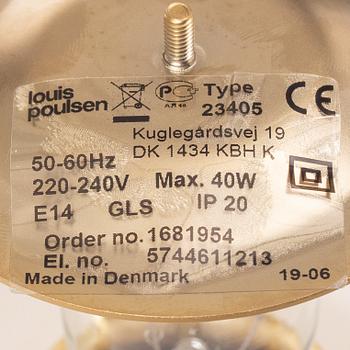 louis poulsen
Type 23405
Kuglegårdsvej 19
DK 1434 KBH K
50-60Hz
220-240V Max. 40W
E14 GLS IP 20
Order no. 1681954
El. no. 5744611213
Made in Denmark 19-06